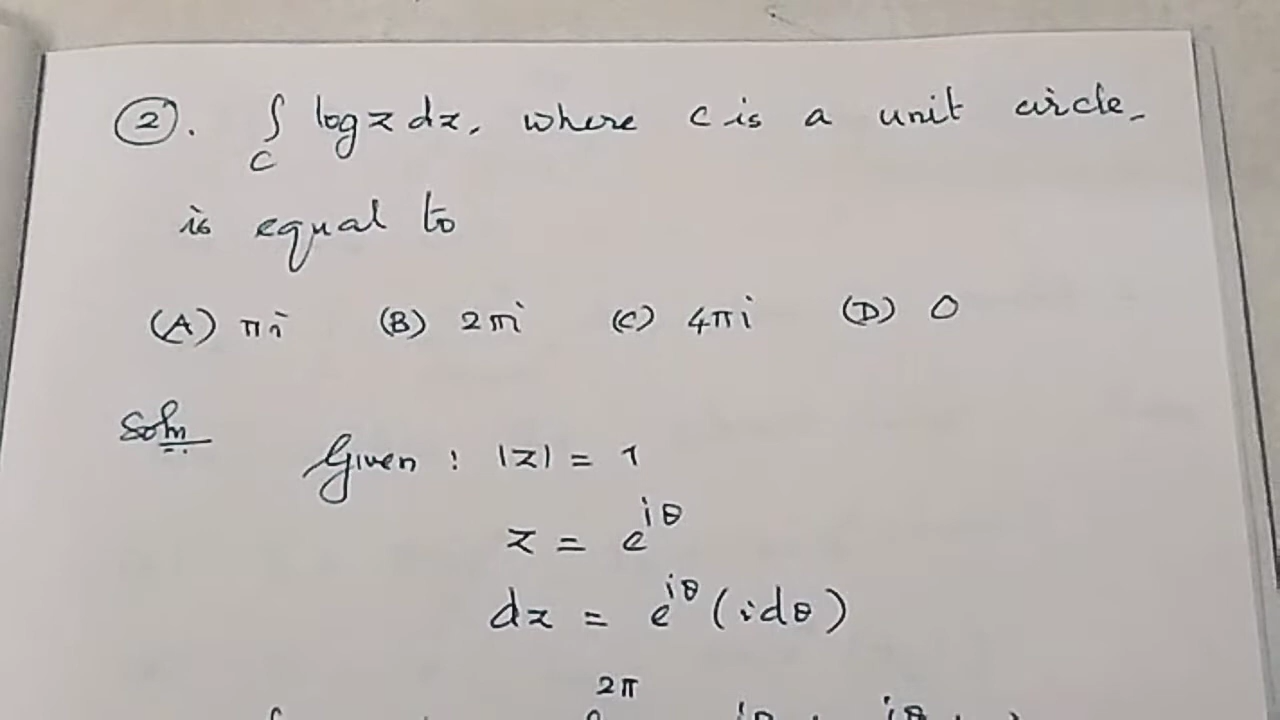 ②. ∫ log z dz, where c is a unit circle.
C
is equal to
(A) πi (B) 2πi (C) 4πi (D) 0
Soln
Given : |z| = 1
z = e^{iθ}
dz = e^{iθ} (i dθ)
2π